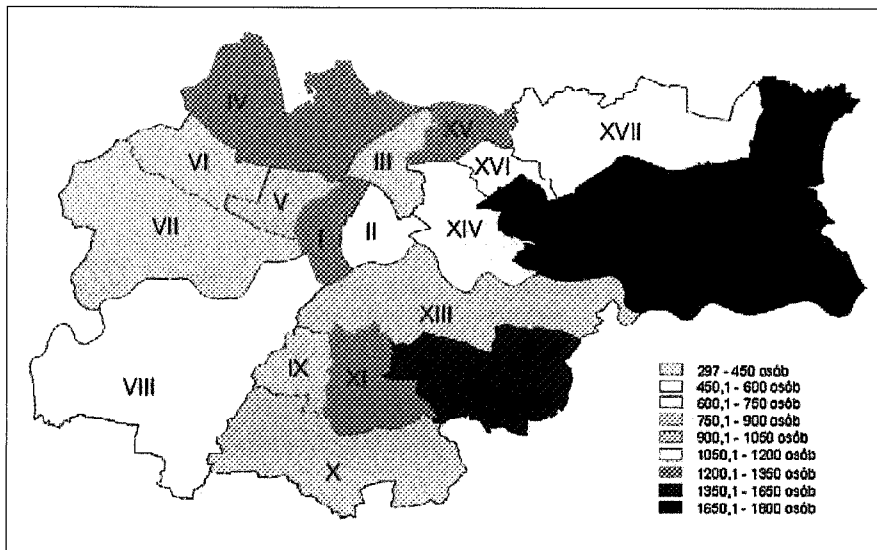 IV
XVII
XV
III
VI
XVI
V
VII
I
II
XIV
XIII
IX
XI
VIII
X
297 - 450 osób
450,1 - 600 osób
600,1 - 750 osób
750,1 - 900 osób
900,1 - 1050 osób
1050,1 - 1200 osób
1200,1 - 1350 osób
1350,1 - 1650 osób
1650,1 - 1800 osób